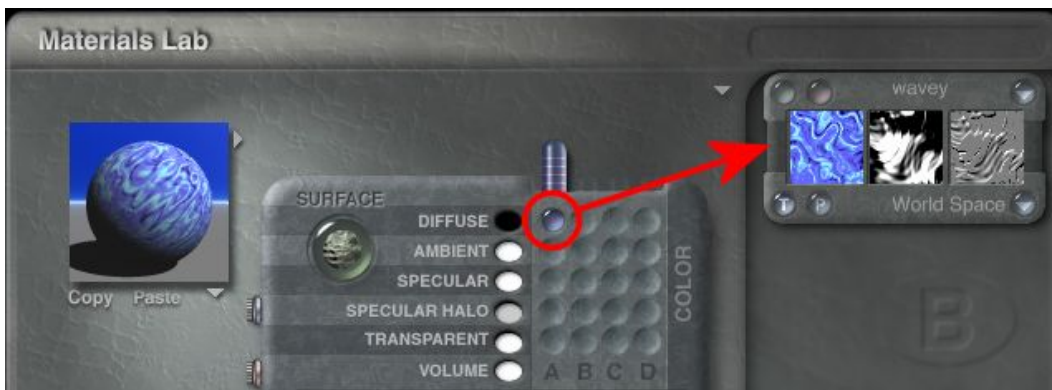 Materials Lab
wavey
World Space
T P
Copy Paste
SURFACE
DIFFUSE
AMBIENT
SPECULAR
SPECULAR HALO
TRANSPARENT
VOLUME
A B C D
COLOR
B